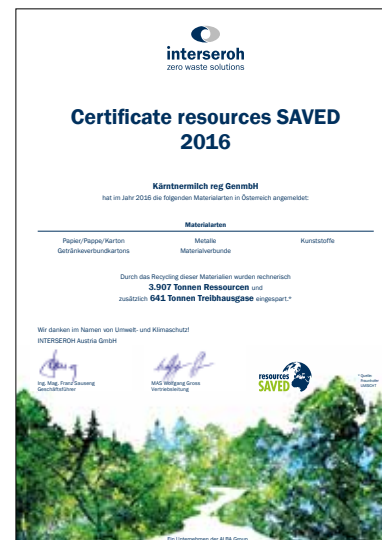 interseroh
zero waste solutions
Certificate resources SAVED
2016
Kärntnermilch reg GenmbH
hat im Jahr 2016 die folgenden Materialarten in Österreich angemeldet:
Materialarten
Papier/Pappe/Karton Metalle Kunststoffe
Getränkeverbundkartons Materialverbunde
Durch das Recycling dieser Materialien wurden rechnerisch
3.907 Tonnen Ressourcen und
zusätzlich 641 Tonnen Treibhausgase eingespart.*
Wir danken im Namen von Umwelt- und Klimaschutz!
INTERSEROH Austria GmbH
Ing. Mag. Franz Sauseng
Geschäftsführer
MAS Wolfgang Gross
Vertriebsleitung
resources
SAVED
* Quelle:
Fraunhofer
UMSICHT
Ein Unternehmen der ALBA Group